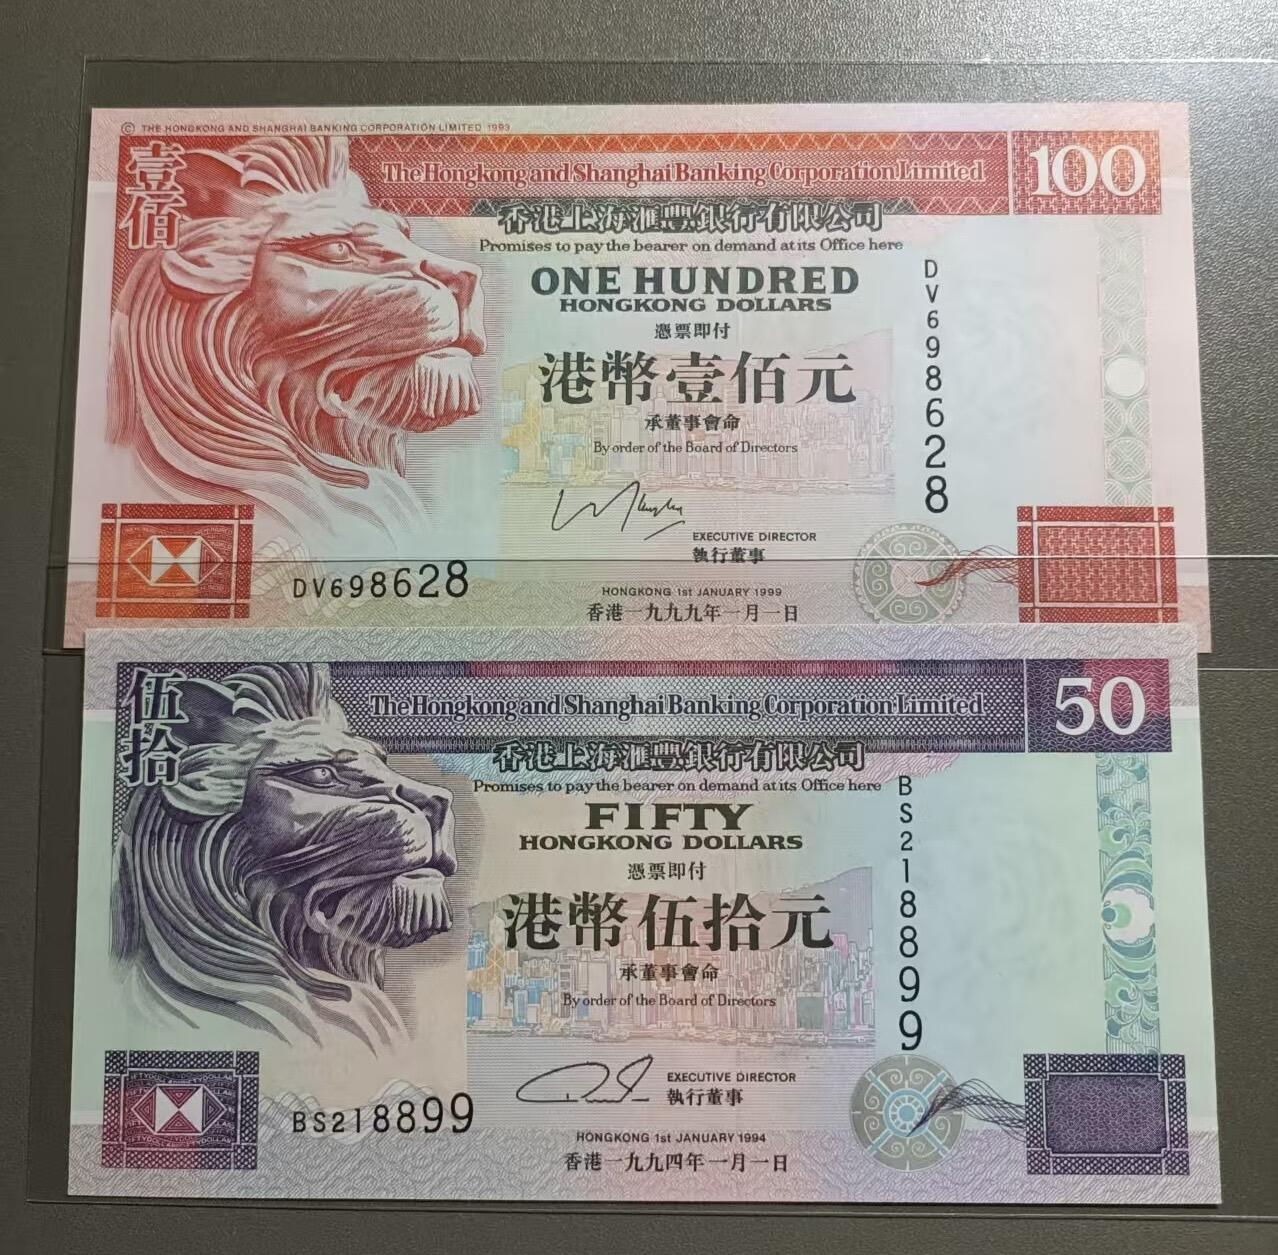 © THE HONGKONG AND SHANGHAI BANKING CORPORATION LIMITED 1993
壹佰
The Hongkong and Shanghai Banking Corporation Limited
100
香港上海滙豐銀行有限公司
Promises to pay the bearer on demand at its Office here
ONE HUNDRED
HONGKONG DOLLARS
DV698628
憑票即付
港幣壹佰元
承董事會命
By order of the Board of Directors
EXECUTIVE DIRECTOR
執行董事
DV698628
HONGKONG 1st JANUARY 1999
香港一九九九年一月一日
伍拾
The Hongkong and Shanghai Banking Corporation Limited
50
香港上海滙豐銀行有限公司
Promises to pay the bearer on demand at its Office here
FIFTY
HONGKONG DOLLARS
BS218899
憑票即付
港幣伍拾元
承董事會命
By order of the Board of Directors
EXECUTIVE DIRECTOR
執行董事
BS218899
HONGKONG 1st JANUARY 1994
香港一九九四年一月一日